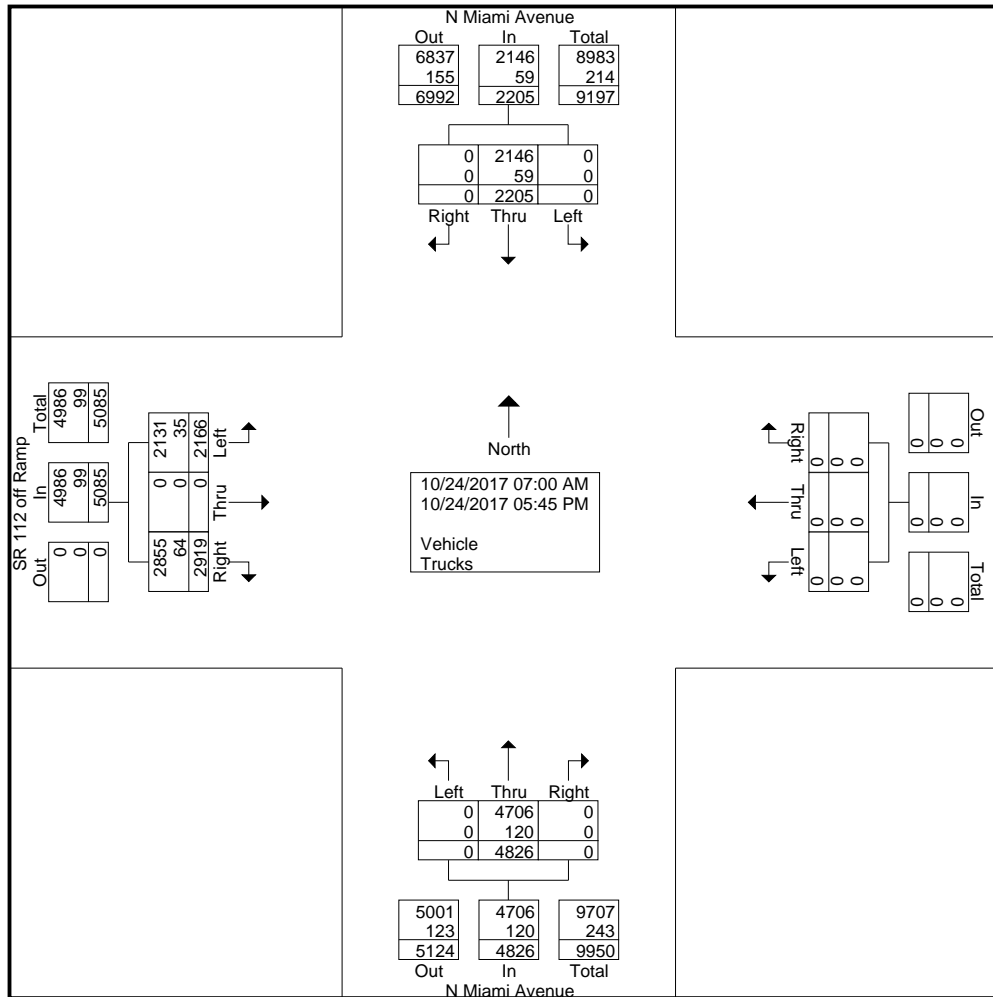 N Miami Avenue
Out In Total
6837 2146 8983
155 59 214
6992 2205 9197
0 2146 0
0 59 0
0 2205 0
Right Thru Left
SR 112 off Ramp
Total In Out
4986 4986 0
99 99 0
5085 5085 0
2131 0 2855
35 0 64
2166 0 2919
Left Thru Right
North
10/24/2017 07:00 AM
10/24/2017 05:45 PM
Vehicle
Trucks
Right Thru Left
0 0 0
0 0 0
0 0 0
Out In Total
0 0 0
0 0 0
0 0 0
Left Thru Right
0 4706 0
0 120 0
0 4826 0
5001 4706 9707
123 120 243
5124 4826 9950
Out In Total
N Miami Avenue